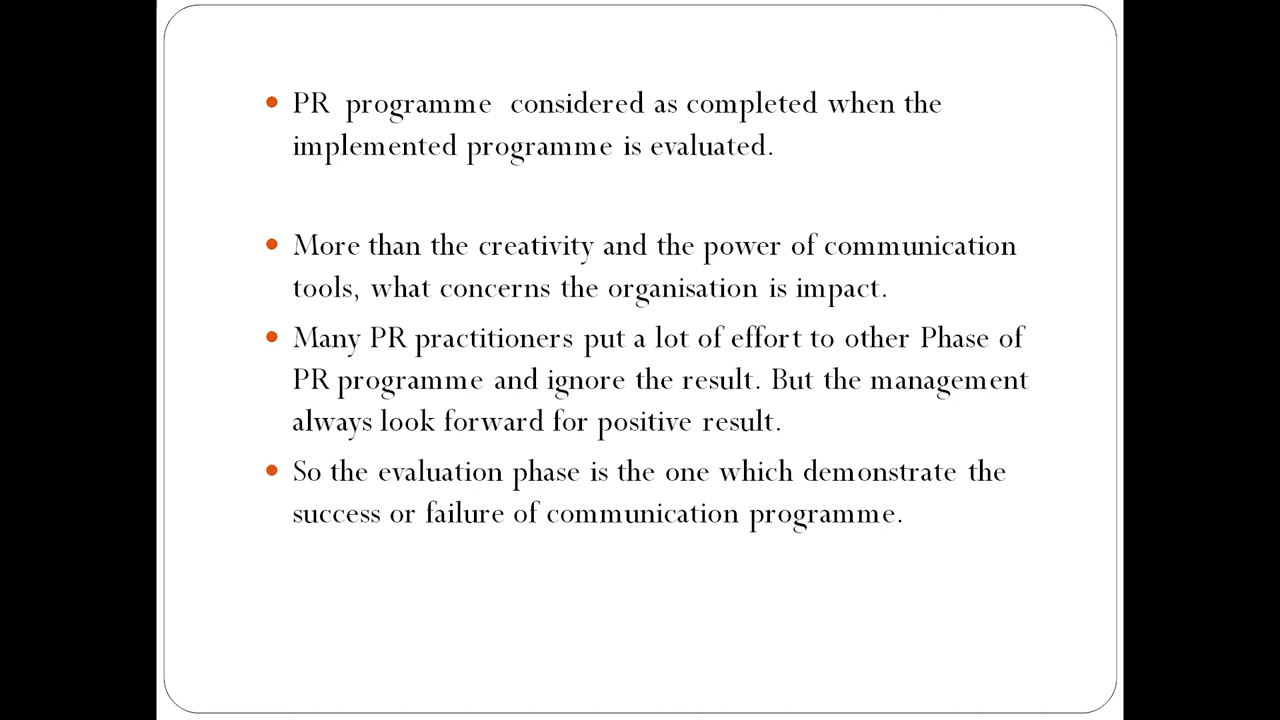 • PR programme considered as completed when the
implemented programme is evaluated.
• More than the creativity and the power of communication
tools, what concerns the organisation is impact.
• Many PR practitioners put a lot of effort to other Phase of
PR programme and ignore the result. But the management
always look forward for positive result.
• So the evaluation phase is the one which demonstrate the
success or failure of communication programme.